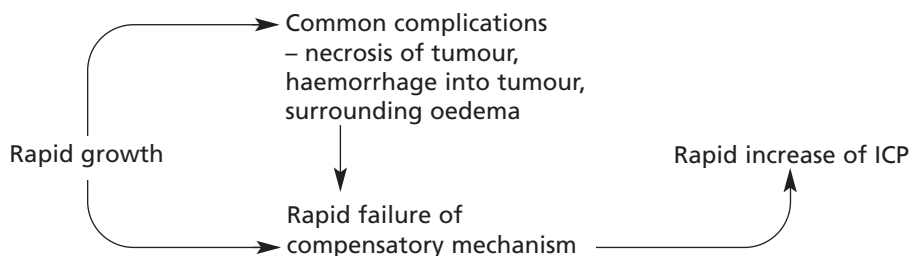 Common complications
– necrosis of tumour,
haemorrhage into tumour,
surrounding oedema
Rapid growth
Rapid increase of ICP
Rapid failure of
compensatory mechanism